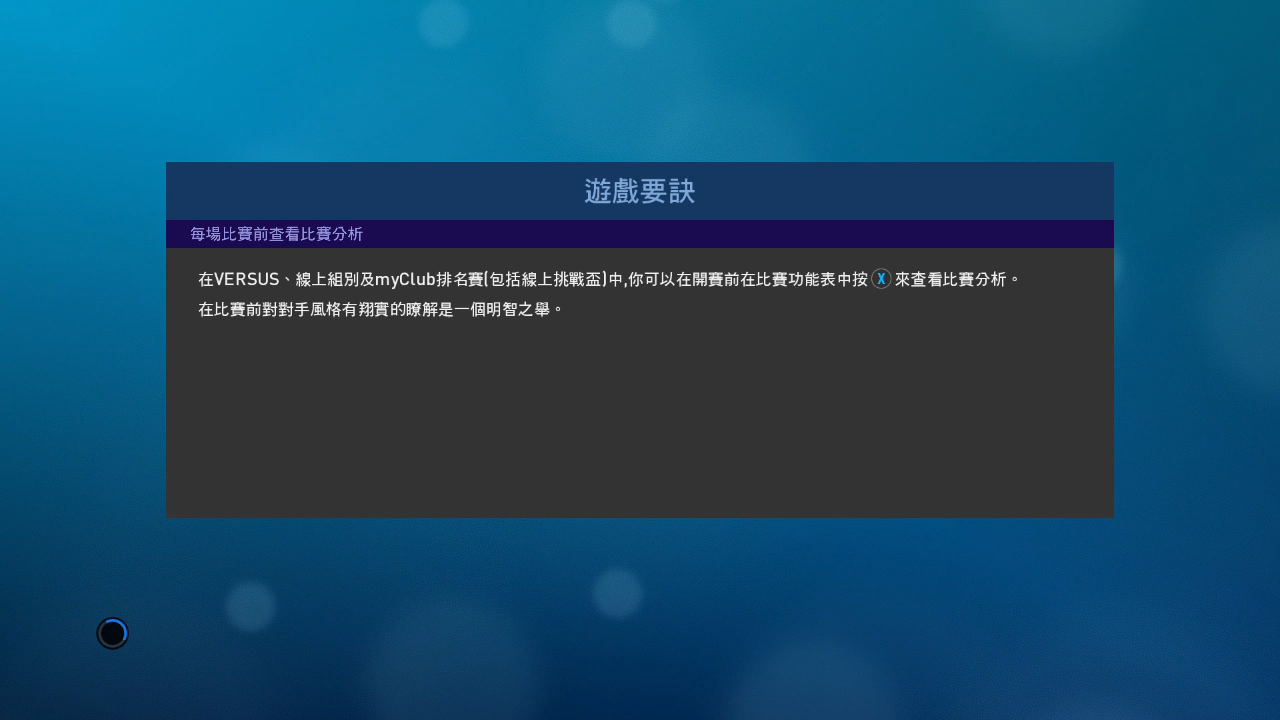 遊戲要訣
每場比賽前查看比賽分析
在VERSUS、線上組別及myClub排名賽(包括線上挑戰盃)中,你可以在開賽前在比賽功能表中按Ⓧ來查看比賽分析。
在比賽前對對手風格有翔實的瞭解是一個明智之舉。